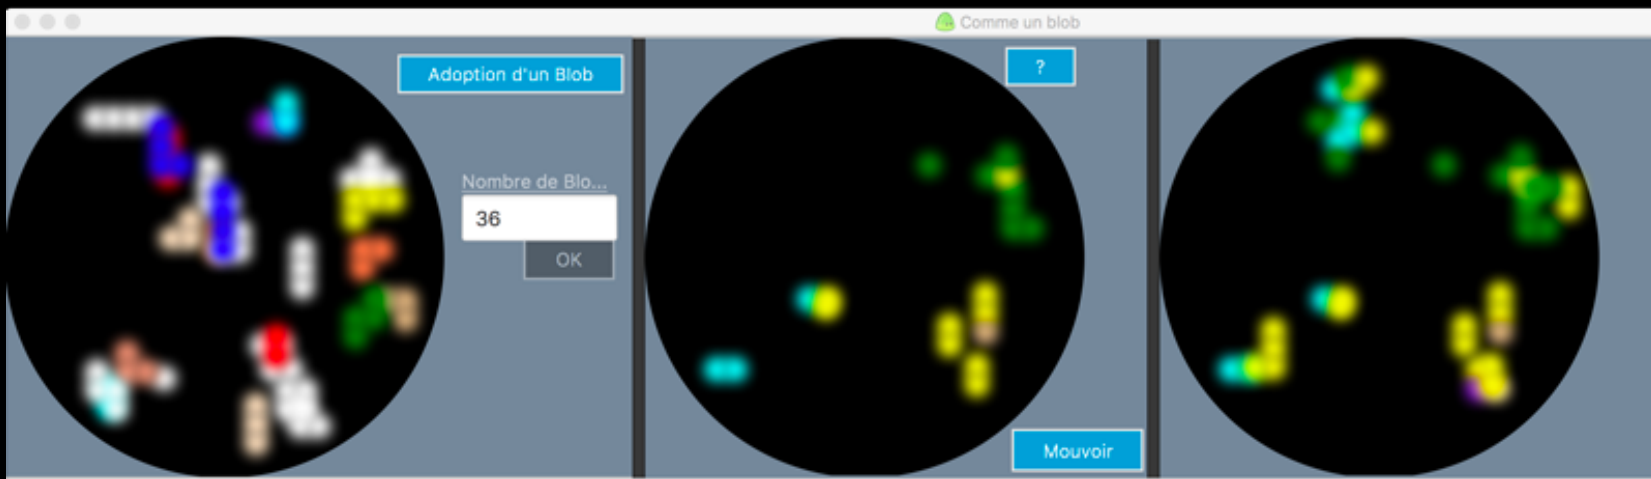 Comme un blob
Adoption d'un Blob
?
Nombre de Blo...
36
OK
Mouvoir